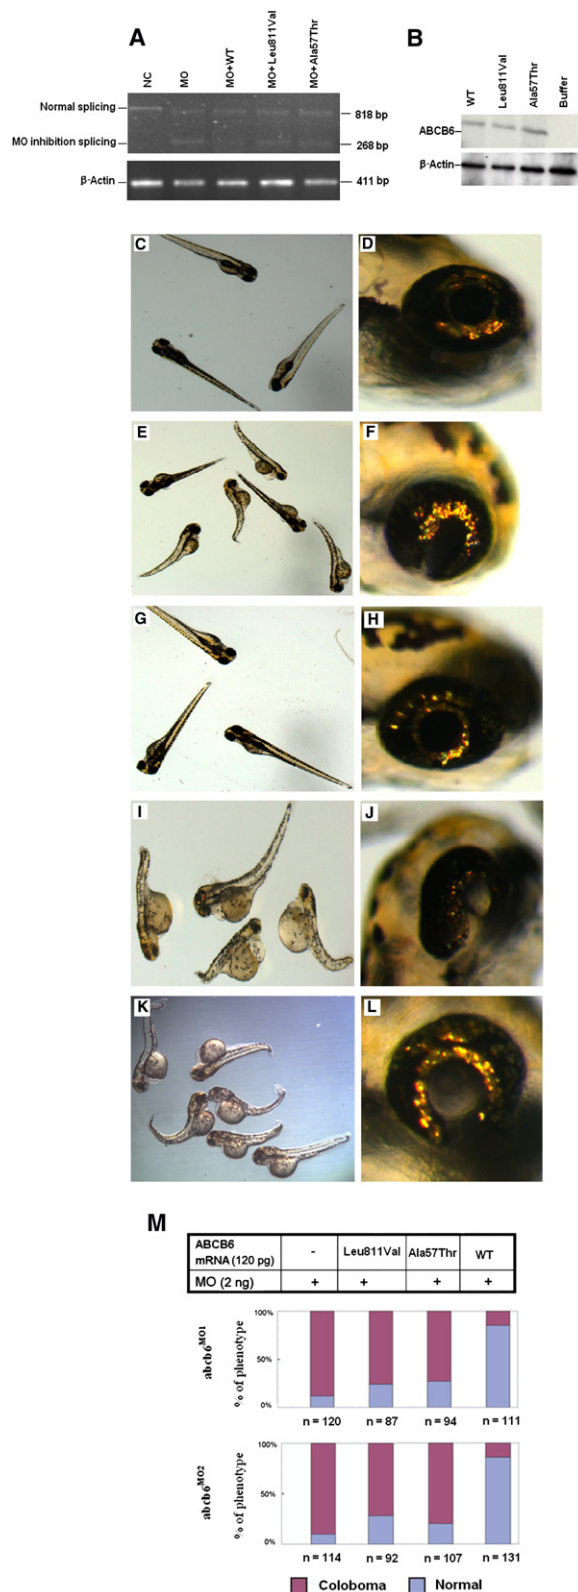 A
NC
MO
MO+WT
MO+Leu811Val
MO+Ala57Thr
Normal splicing
818 bp
MO inhibition splicing
268 bp
β-Actin
411 bp
B
WT
Leu811Val
Ala57Thr
Buffer
ABCB6
β-Actin
C
D
E
F
G
H
I
J
K
L
M
ABCB6 mRNA (120 pg) - Leu811Val Ala57Thr WT
MO (2 ng) + + + +
abcb6MO1
% of phenotype
100%
50%
0%
n = 120 n = 87 n = 94 n = 111
abcb6MO2
% of phenotype
100%
50%
0%
n = 114 n = 92 n = 107 n = 131
Coloboma Normal